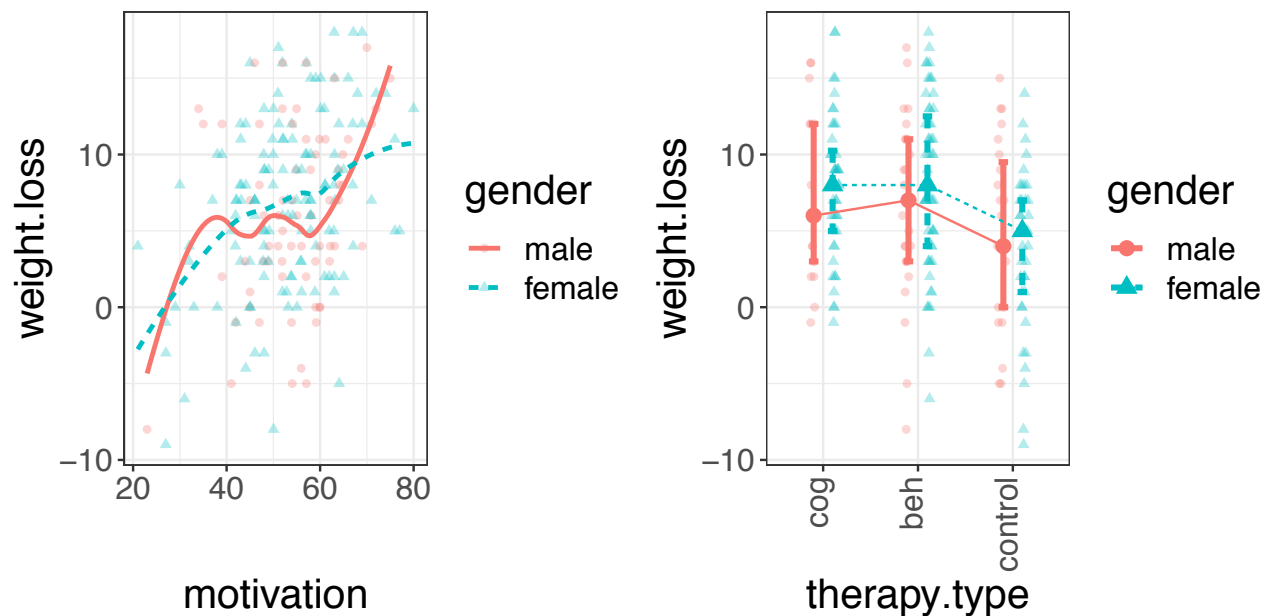 weight.loss
10
0
−10
20
40
60
80
motivation
gender
male
female
weight.loss
10
0
−10
cog
beh
control
therapy.type
gender
male
female